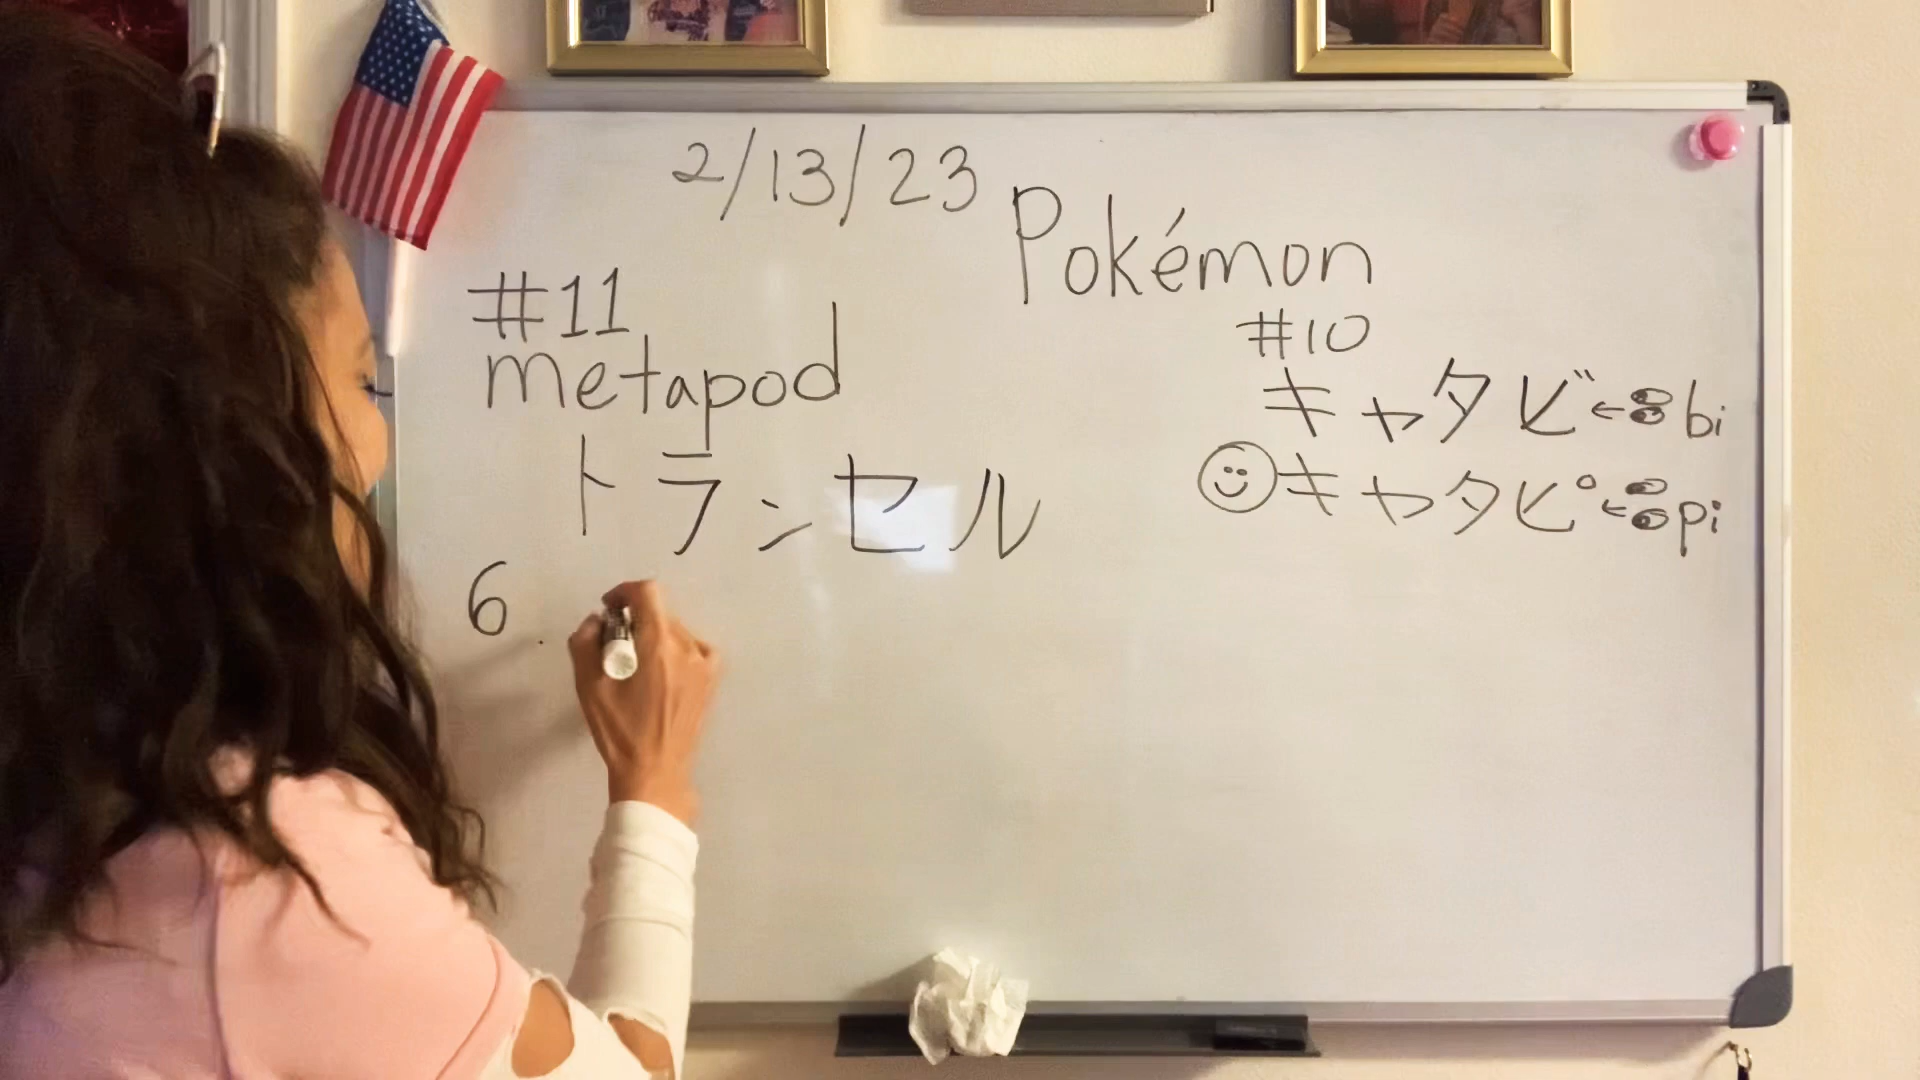 2/13/23
Pokémon
#11
metapod
トランセル
6.
#10
キャタビ←bi
キャタピ←pi